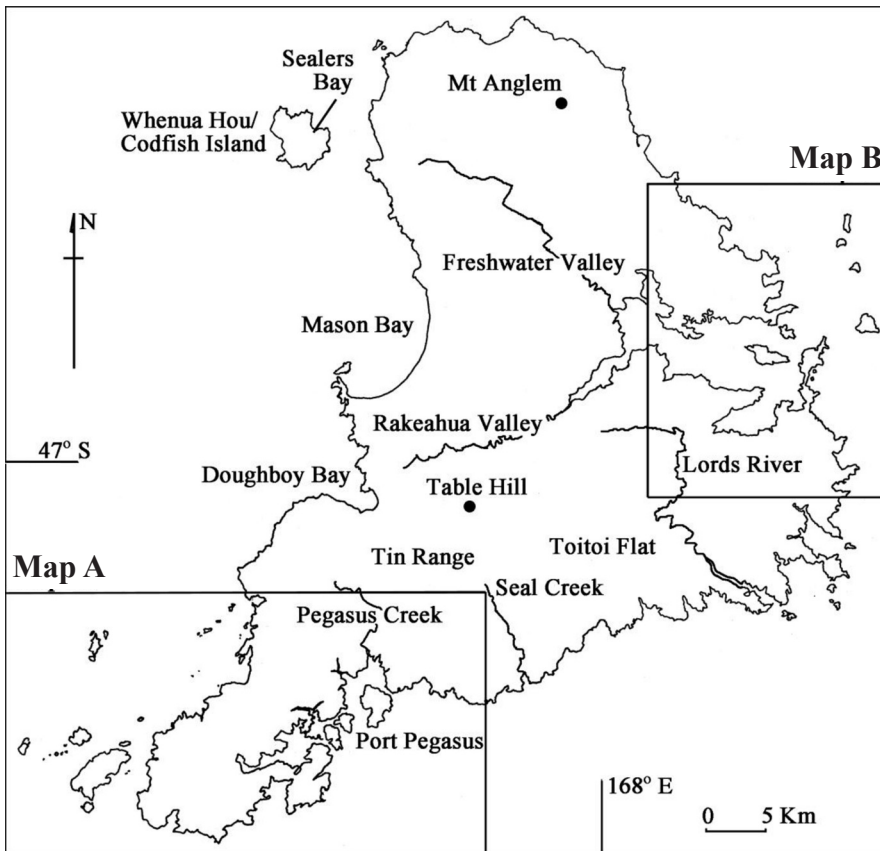 Sealers
Bay
Mt Anglem
Whenua Hou/
Codfish Island
Map B
N
Freshwater Valley
Mason Bay
Rakeahua Valley
47° S
Lords River
Doughboy Bay
Table Hill
Toitoi Flat
Tin Range
Map A
Seal Creek
Pegasus Creek
Port Pegasus
168° E
0 5 Km